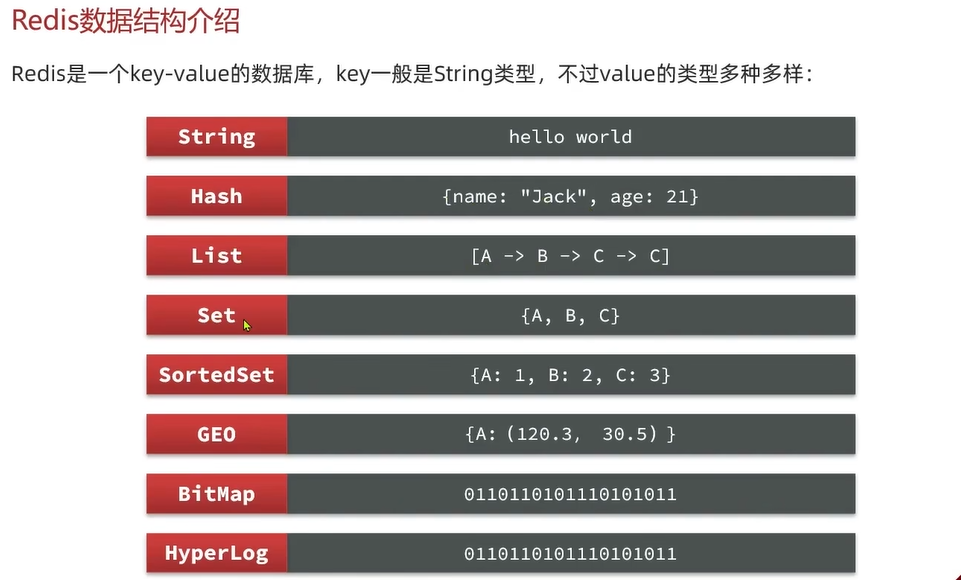 Redis数据结构介绍
Redis是一个key-value的数据库，key一般是String类型，不过value的类型多种多样：
String hello world
Hash {name: "Jack", age: 21}
List [A -> B -> C -> C]
Set {A, B, C}
SortedSet {A: 1, B: 2, C: 3}
GEO {A:（120.3， 30.5）}
BitMap 0110110101110101011
HyperLog 0110110101110101011